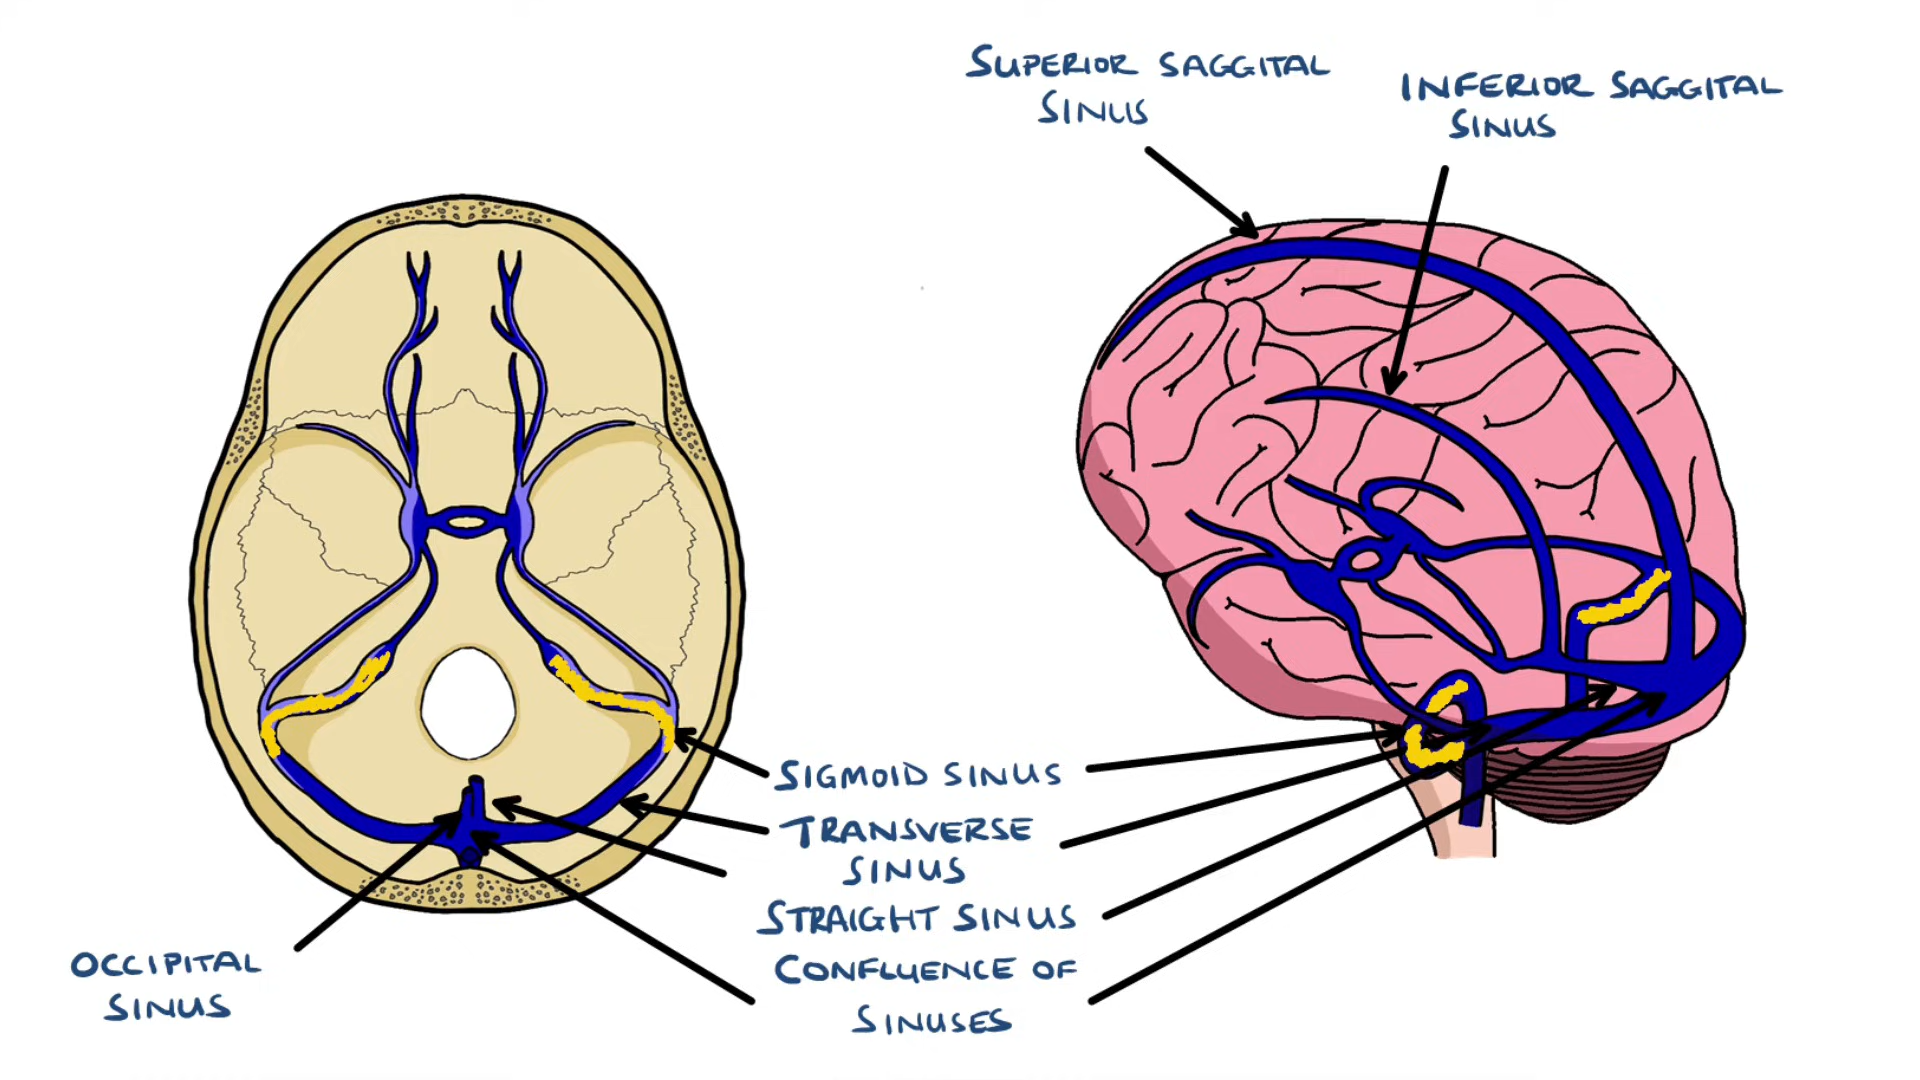 SUPERIOR SAGGITAL
SINUS
INFERIOR SAGGITAL
SINUS
SIGMOID SINUS
TRANSVERSE
SINUS
STRAIGHT SINUS
CONFLUENCE OF
SINUSES
OCCIPITAL
SINUS